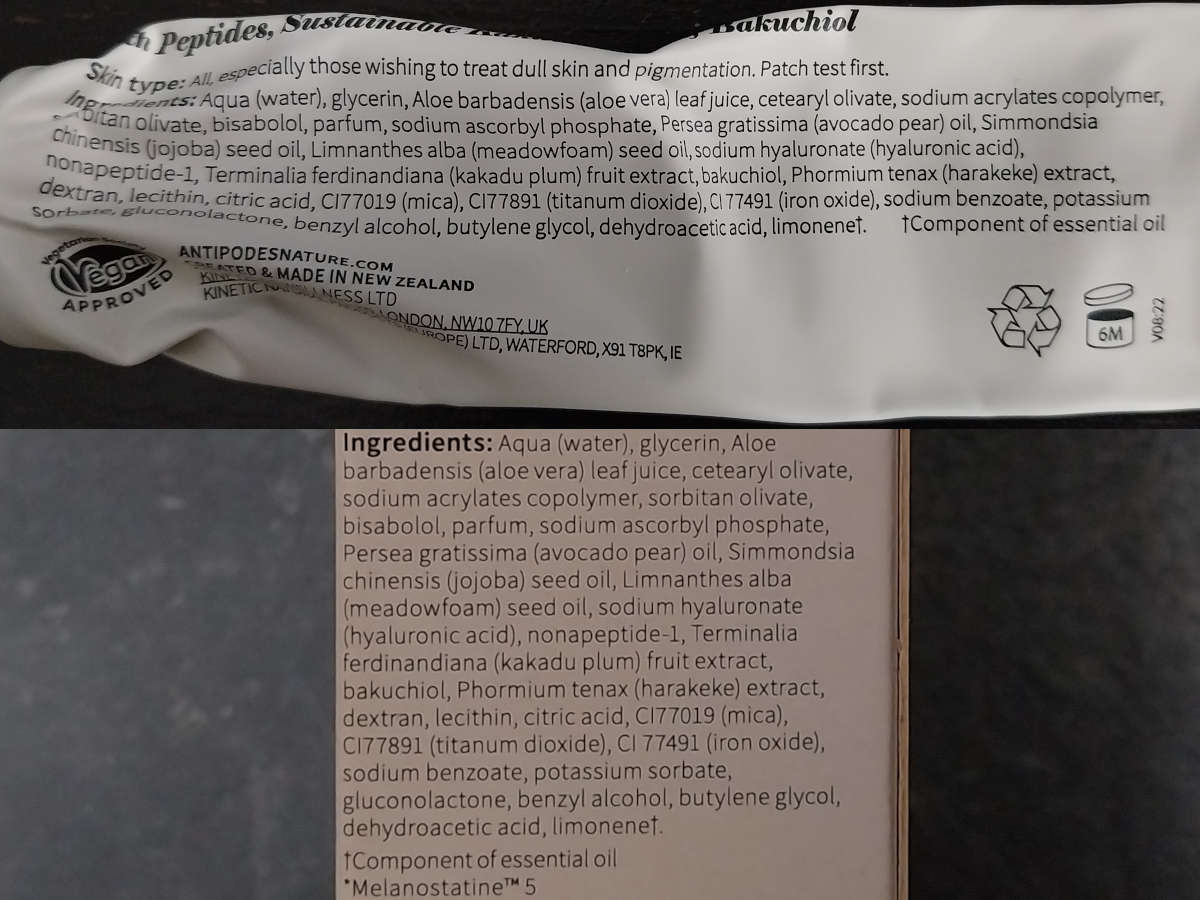 Peptides, Sustainable Bakuchiol
Skin type: All, especially those wishing to treat dull skin and pigmentation. Patch test first.
Ingredients: Aqua (water), glycerin, Aloe barbadensis (aloe vera) leaf juice, cetearyl olivate, sodium acrylates copolymer,
sorbitan olivate, bisabolol, parfum, sodium ascorbyl phosphate, Persea gratissima (avocado pear) oil, Simmondsia
chinensis (jojoba) seed oil, Limnanthes alba (meadowfoam) seed oil, sodium hyaluronate (hyaluronic acid),
nonapeptide-1, Terminalia ferdinandiana (kakadu plum) fruit extract, bakuchiol, Phormium tenax (harakeke) extract,
dextran, lecithin, citric acid, CI77019 (mica), CI77891 (titanum dioxide), CI 77491 (iron oxide), sodium benzoate, potassium
sorbate, gluconolactone, benzyl alcohol, butylene glycol, dehydroacetic acid, limonene†. †Component of essential oil
Vegetarian Society
Vegan
APPROVED
ANTIPODESNATURE.COM
CREATED & MADE IN NEW ZEALAND
KINETIC LTD
LONDON, NW10 7FY, UK
(EUROPE) LTD, WATERFORD, X91 T8PK, IE
6M
V08:22
Ingredients: Aqua (water), glycerin, Aloe
barbadensis (aloe vera) leaf juice, cetearyl olivate,
sodium acrylates copolymer, sorbitan olivate,
bisabolol, parfum, sodium ascorbyl phosphate,
Persea gratissima (avocado pear) oil, Simmondsia
chinensis (jojoba) seed oil, Limnanthes alba
(meadowfoam) seed oil, sodium hyaluronate
(hyaluronic acid), nonapeptide-1, Terminalia
ferdinandiana (kakadu plum) fruit extract,
bakuchiol, Phormium tenax (harakeke) extract,
dextran, lecithin, citric acid, CI77019 (mica),
CI77891 (titanum dioxide), CI 77491 (iron oxide),
sodium benzoate, potassium sorbate,
gluconolactone, benzyl alcohol, butylene glycol,
dehydroacetic acid, limonene†.
†Component of essential oil
*Melanostatine™ 5